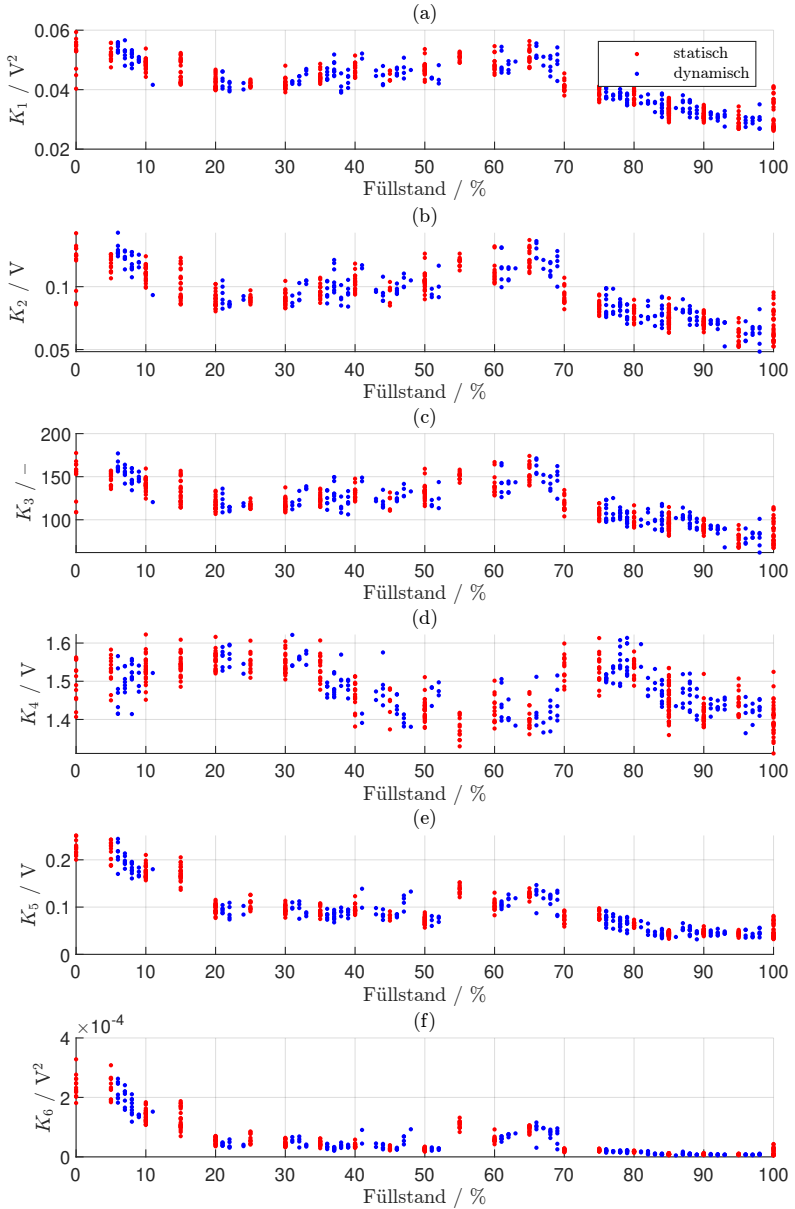 (a)
0.06
0.04
0.02
K₁ / V²
statisch
dynamisch
0 10 20 30 40 50 60 70 80 90 100
Füllstand / %
(b)
0.1
0.05
K₂ / V
0 10 20 30 40 50 60 70 80 90 100
Füllstand / %
(c)
200
100
K₃ / –
0 10 20 30 40 50 60 70 80 90 100
Füllstand / %
(d)
1.6
1.5
1.4
K₄ / V
0 10 20 30 40 50 60 70 80 90 100
Füllstand / %
(e)
0.2
0.1
0
K₅ / V
0 10 20 30 40 50 60 70 80 90 100
Füllstand / %
(f)
×10⁻⁴
4
2
0
K₆ / V²
0 10 20 30 40 50 60 70 80 90 100
Füllstand / %